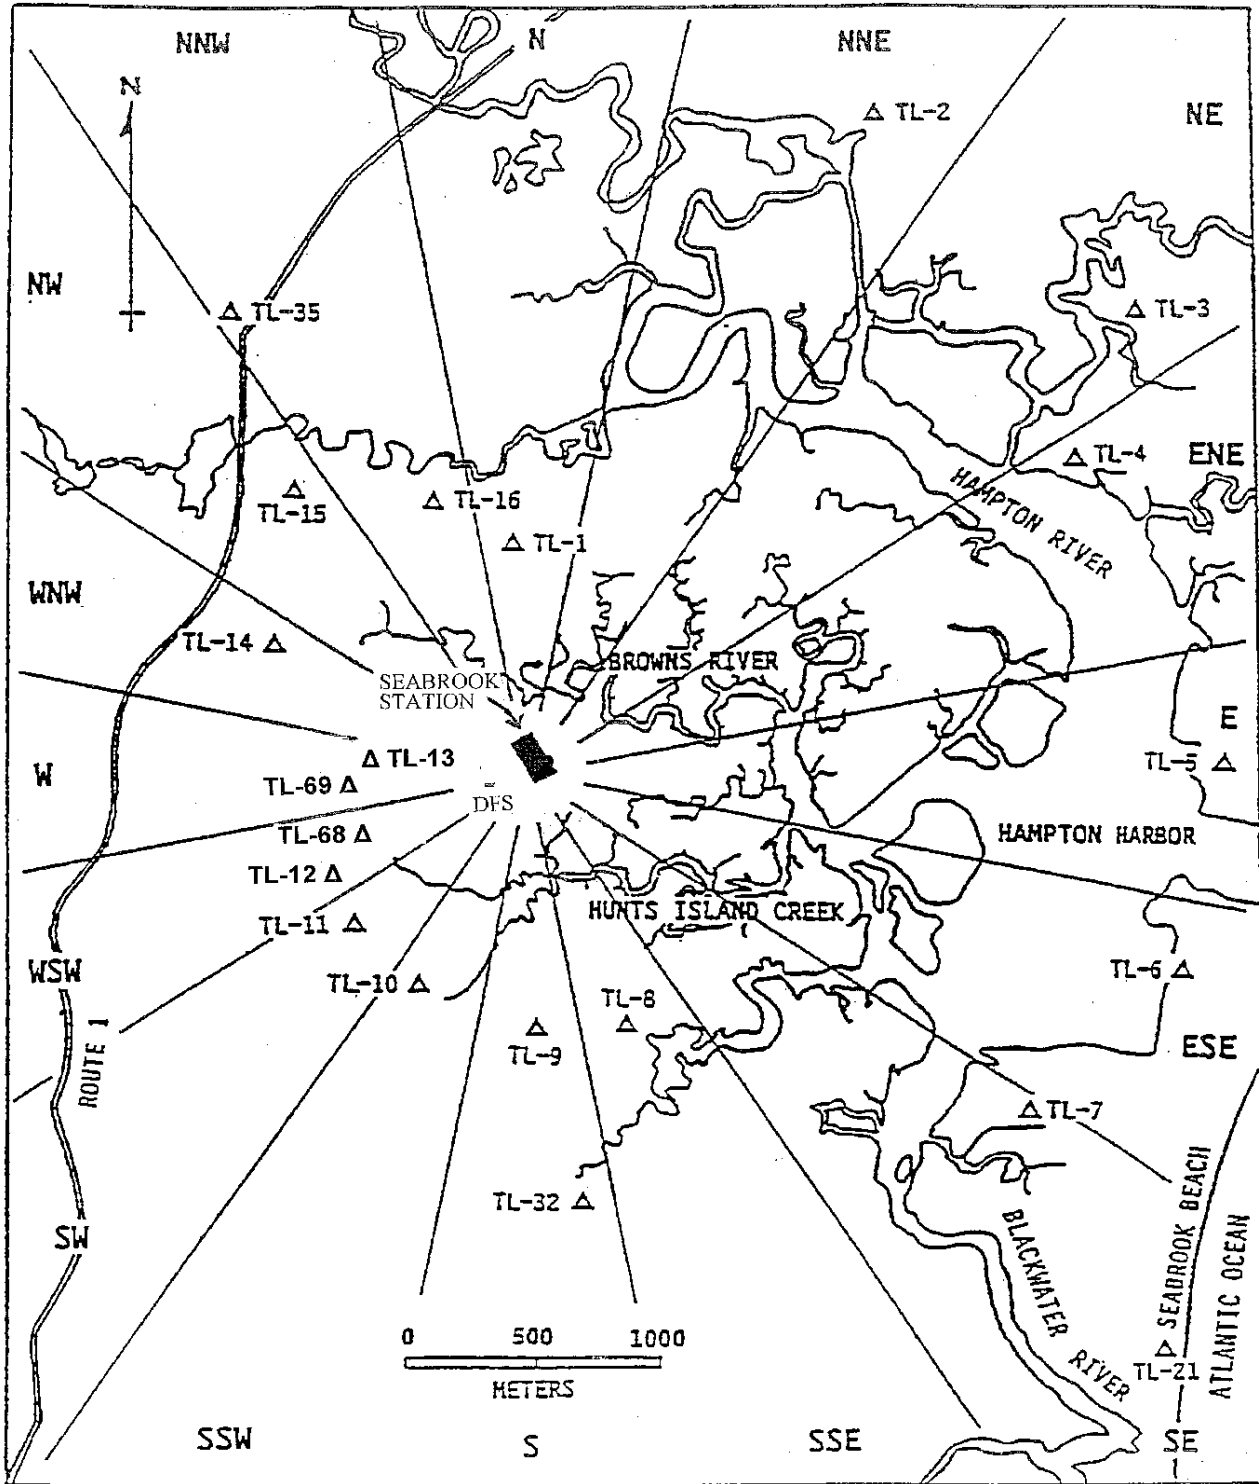 NNW
N
NNE
N
TL-2
NE
NW
TL-35
TL-3
TL-4
ENE
TL-15
TL-16
HAMPTON RIVER
TL-1
WNW
TL-14
BROWNS RIVER
SEABROOK
STATION
E
TL-13
TL-5
W
TL-69
DFS
TL-68
HAMPTON HARBOR
TL-12
HUNTS ISLAND CREEK
TL-11
WSW
TL-10
TL-6
TL-8
TL-9
ESE
ROUTE 1
TL-7
TL-32
SW
SEABROOK BEACH
BLACKWATER RIVER
ATLANTIC OCEAN
0 500 1000
METERS
TL-21
SSW
S
SSE
SE